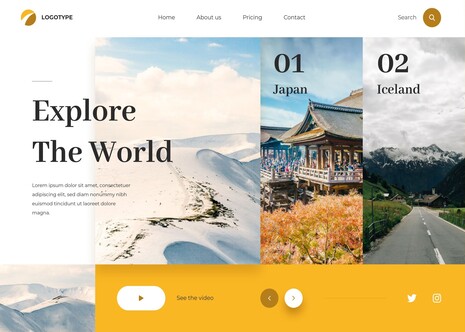 LOGOTYPE
Home
About us
Pricing
Contact
Search
Explore
The World
Lorem ipsum dolor sit amet, consectetuer
adipiscing elit, sed diam nonummy nibh
euismod tincidunt ut laoreet dolore
magna.
01
Japan
02
Iceland
See the video